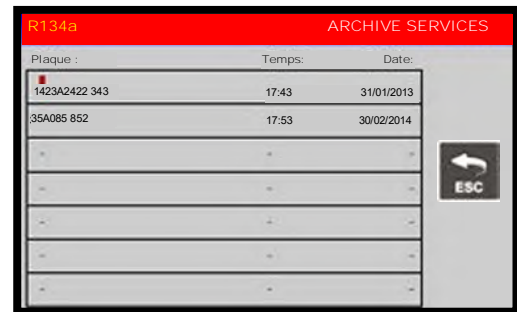 R134a ARCHIVE SERVICES
Plaque : Temps: Date:
1423A2422 343 17:43 31/01/2013
;35A085 852 17:53 30/02/2014
- - -
- - -
- - -
- - -
- - -
ESC